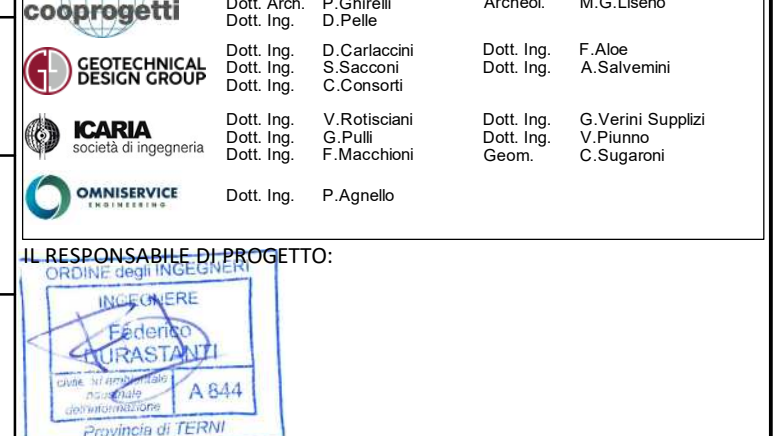 cooprogetti
Dott. Arch. P.Ghirelli Archeol. M.G.Liseno
Dott. Ing. D.Pelle
GEOTECHNICAL DESIGN GROUP
Dott. Ing. D.Carlaccini Dott. Ing. F.Aloe
Dott. Ing. S.Sacconi Dott. Ing. A.Salvemini
Dott. Ing. C.Consorti
ICARIA
società di ingegneria
Dott. Ing. V.Rotisciani Dott. Ing. G.Verini Supplizi
Dott. Ing. G.Pulli Dott. Ing. V.Piunno
Dott. Ing. F.Macchioni Geom. C.Sugaroni
OMNISERVICE
ENGINEERING
Dott. Ing. P.Agnello
IL RESPONSABILE DI PROGETTO:
ORDINE degli INGEGNERI
INGEGNERE
Federico
DURASTANTI
dell'informazione
A 844
Provincia di TERNI